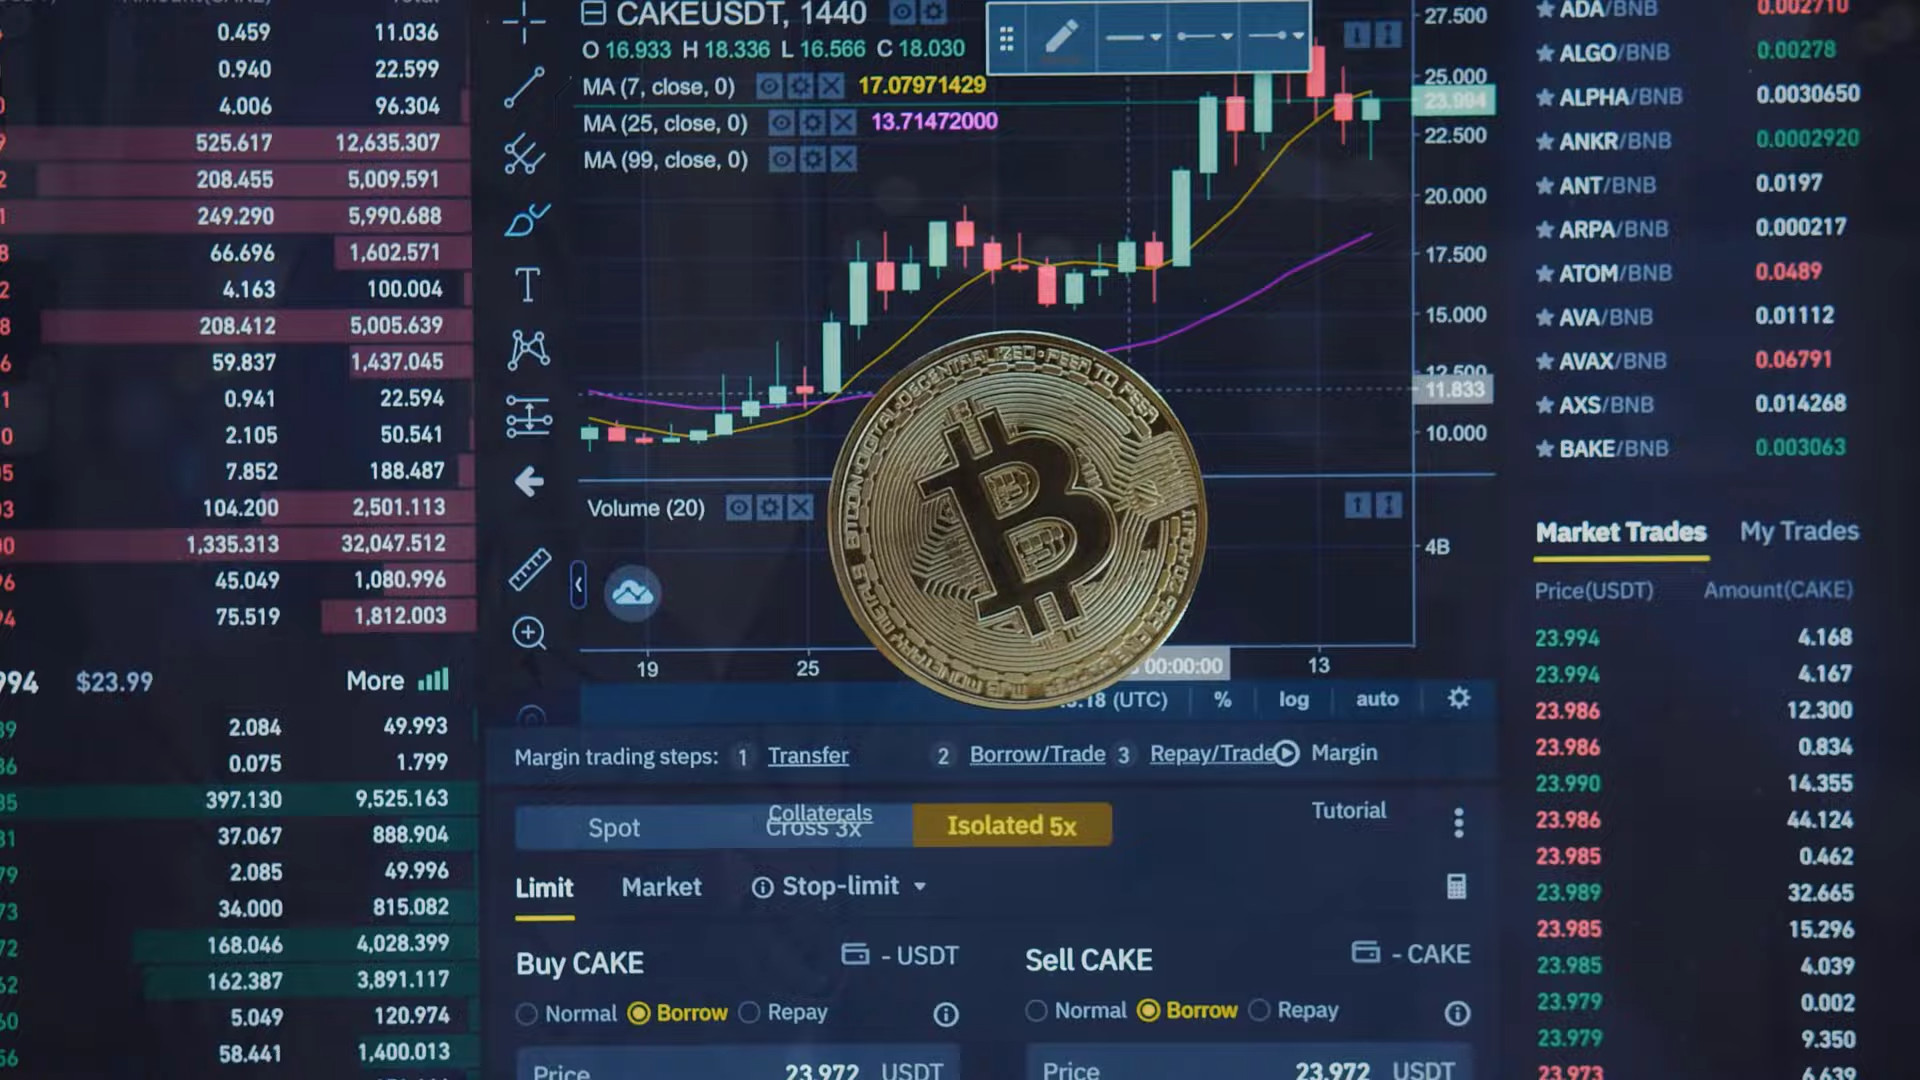 0.459 11.036
0.940 22.599
4.006 96.304
525.617 12,635.307
208.455 5,009.591
249.290 5,990.688
66.696 1,602.571
4.163 100.004
208.412 5,005.639
59.837 1,437.045
0.941 22.594
2.105 50.541
7.852 188.487
104.200 2,501.113
1,335.313 32,047.512
45.049 1,080.996
75.519 1,812.003
994 $23.99 More
2.084 49.993
0.075 1.799
397.130 9,525.163
37.067 888.904
2.085 49.996
34.000 815.082
168.046 4,028.399
162.387 3,891.117
5.049 120.974
58.441 1,400.013
CAKEUSDT, 1440
O 16.933 H 18.336 L 16.566 C 18.030
MA (7, close, 0) 17.07971429
MA (25, close, 0) 13.71472000
MA (99, close, 0)
27.500
25.000
23.994
22.500
20.000
17.500
15.000
12.500
11.833
10.000
Volume (20)
4B
19 25 00:00:00 13
18 (UTC) % log auto
BITCOIN·DIGITAL·DECENTRALIZED·PEER TO PEER
B
Margin trading steps: 1 Transfer 2 Borrow/Trade 3 Repay/Trade Margin
Collaterals Tutorial
Spot Cross 3x Isolated 5x
Limit Market Stop-limit
Buy CAKE - USDT Sell CAKE - CAKE
Normal Borrow Repay Normal Borrow Repay
Price 23.972 USDT Price 23.972 USDT
ADA/BNB 0.002710
ALGO/BNB 0.00278
ALPHA/BNB 0.0030650
ANKR/BNB 0.0002920
ANT/BNB 0.0197
ARPA/BNB 0.000217
ATOM/BNB 0.0489
AVA/BNB 0.01112
AVAX/BNB 0.06791
AXS/BNB 0.014268
BAKE/BNB 0.003063
Market Trades My Trades
Price(USDT) Amount(CAKE)
23.994 4.168
23.994 4.167
23.986 12.300
23.986 0.834
23.990 14.355
23.986 44.124
23.985 0.462
23.989 32.665
23.985 15.296
23.985 4.039
23.979 0.002
23.979 9.350
23.973 6.639